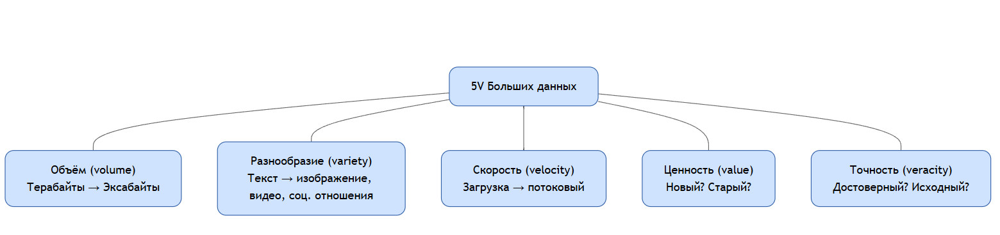 5V Больших данных
Объём (volume)
Терабайты → Эксабайты
Разнообразие (variety)
Текст → изображение,
видео, соц. отношения
Скорость (velocity)
Загрузка → потоковый
Ценность (value)
Новый? Старый?
Точность (veracity)
Достоверный? Исходный?